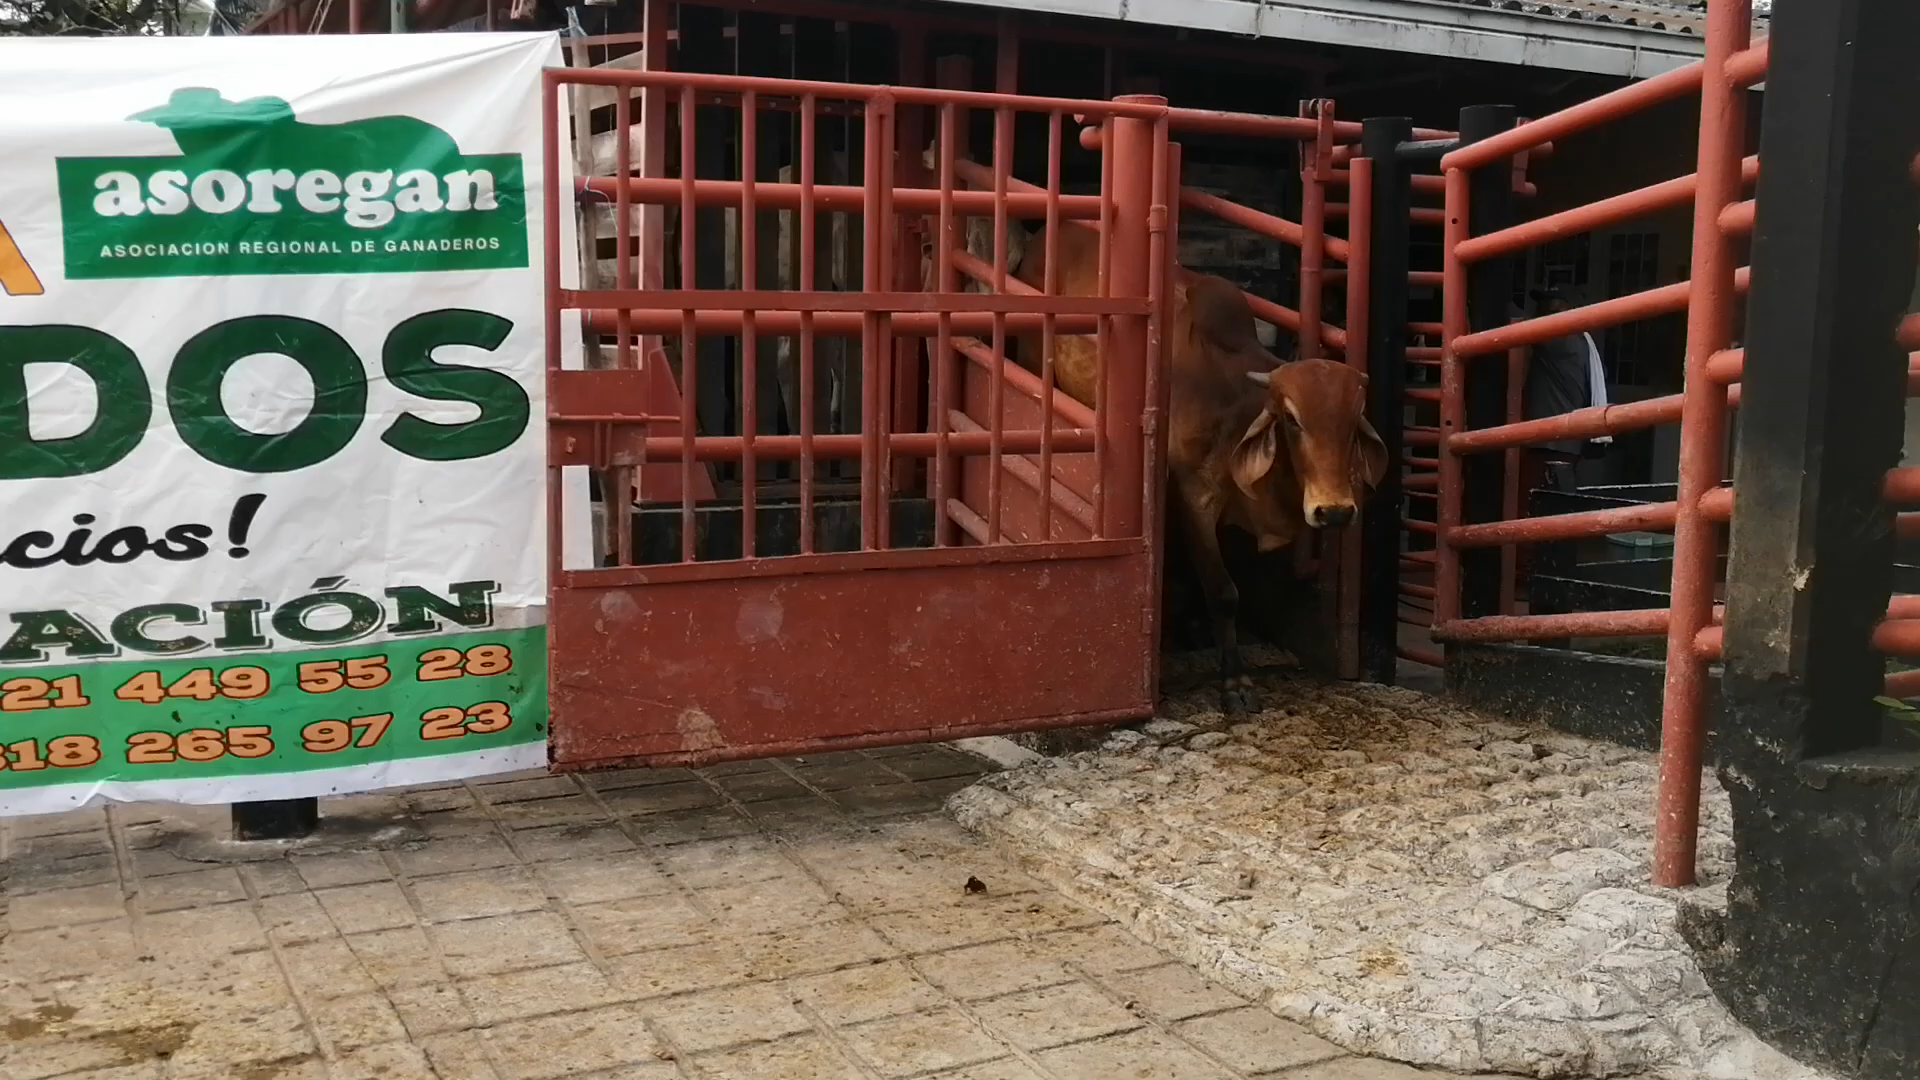 asoregan
ASOCIACION REGIONAL DE GANADEROS
DOS
cios!
ACIÓN
21 449 55 28
318 265 97 23